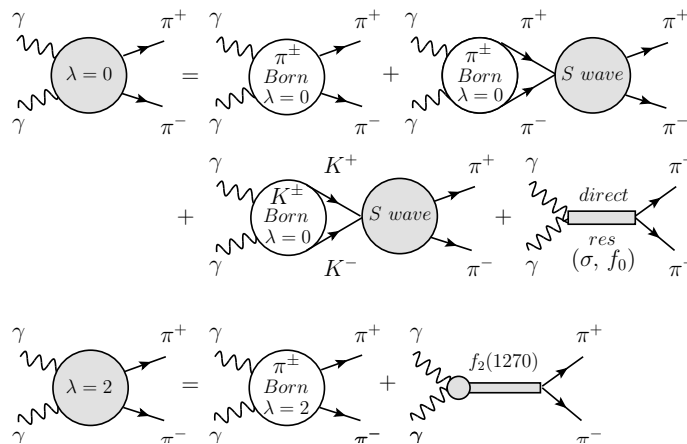 γ π⁺ γ π⁺ γ π⁺ π⁺
λ = 0 = π± + π± S wave
Born Born
λ = 0 λ = 0
γ π⁻ γ π⁻ γ π⁻ π⁻
γ K⁺ π⁺ γ π⁺
+ K± S wave + direct
Born
λ = 0
res
γ K⁻ π⁻ γ (σ, f₀) π⁻
γ π⁺ γ π⁺ γ f₂(1270) π⁺
λ = 2 = π± +
Born
λ = 2
γ π⁻ γ π⁻ γ π⁻